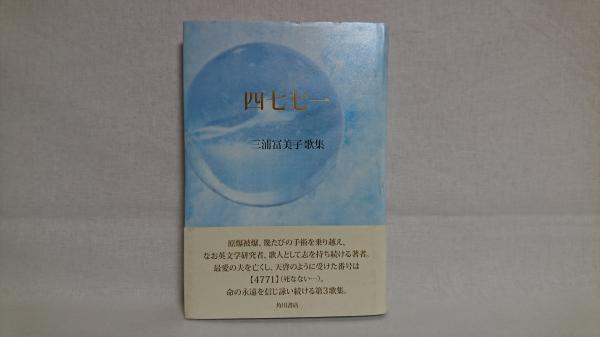 四七七一
三浦冨美子歌集
原爆被爆、幾たびの手術を乗り越え、
なお英文学研究者、歌人として志を持ち続ける著者。
最愛の夫を亡くし、天啓のように受けた番号は
【4771】(死なない…)。
命の永遠を信じ詠い続ける第3歌集。
角川書店